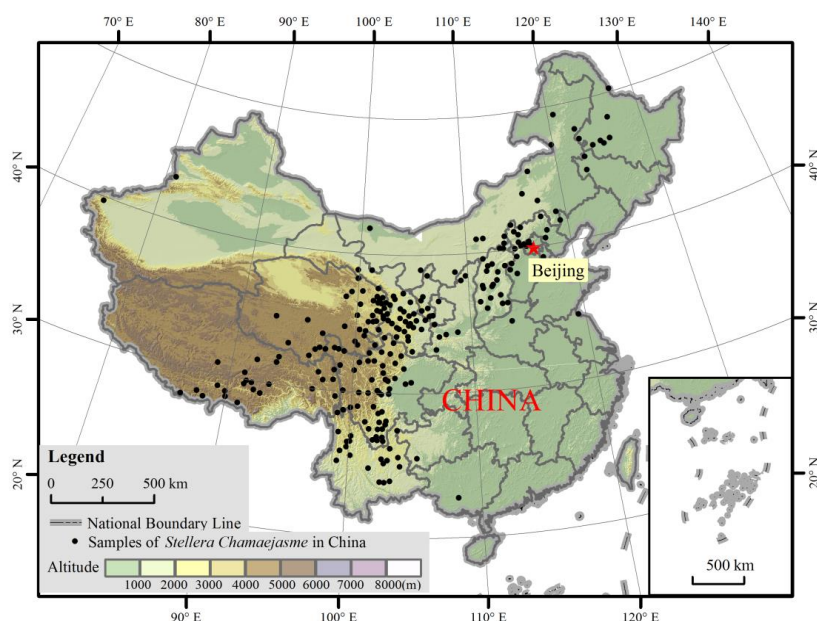 70° E 80° E 90° E 100° E 110° E 120° E 130° E 140° E
40° N
40° N
Beijing
30° N
30° N
CHINA
20° N
20° N
Legend
0 250 500 km
National Boundary Line
Samples of Stellera Chamaejasme in China
Altitude
1000 2000 3000 4000 5000 6000 7000 8000(m)
500 km
90° E 100° E 110° E 120° E